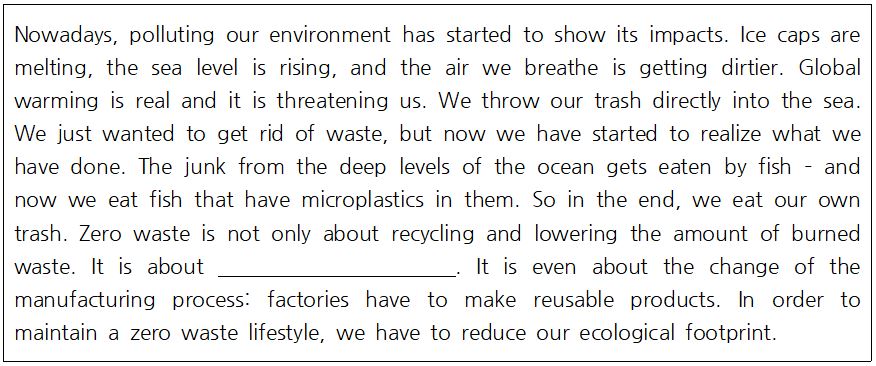 Nowadays, polluting our environment has started to show its impacts. Ice caps are
melting, the sea level is rising, and the air we breathe is getting dirtier. Global
warming is real and it is threatening us. We throw our trash directly into the sea.
We just wanted to get rid of waste, but now we have started to realize what we
have done. The junk from the deep levels of the ocean gets eaten by fish - and
now we eat fish that have microplastics in them. So in the end, we eat our own
trash. Zero waste is not only about recycling and lowering the amount of burned
waste. It is about ______________________. It is even about the change of the
manufacturing process: factories have to make reusable products. In order to
maintain a zero waste lifestyle, we have to reduce our ecological footprint.